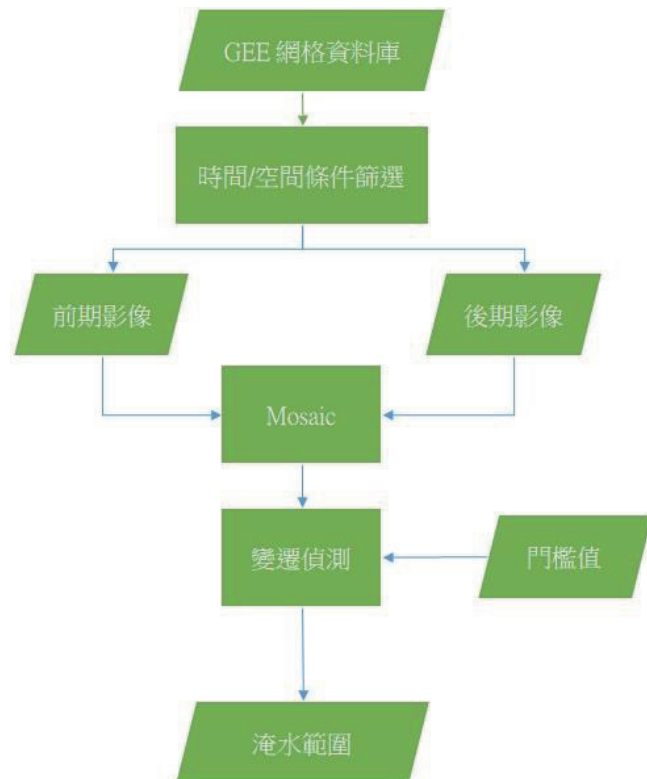 GEE 網格資料庫
時間/空間條件篩選
前期影像
後期影像
Mosaic
變遷偵測
門檻值
淹水範圍